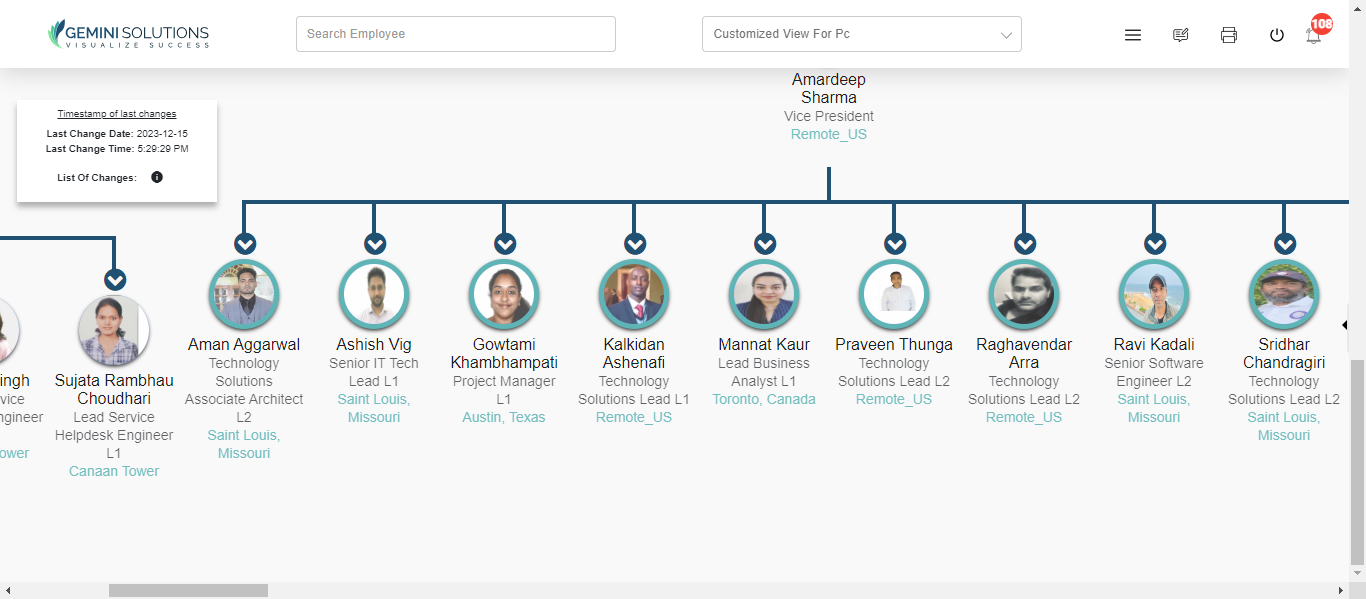 GEMINI SOLUTIONS
VISUALIZE SUCCESS
Search Employee
Customized View For Pc
108
Timestamp of last changes
Last Change Date: 2023-12-15
Last Change Time: 5:29:29 PM
List Of Changes:
Amardeep
Sharma
Vice President
Remote_US
ingh
vice
ngineer
ower
Sujata Rambhau
Choudhari
Lead Service
Helpdesk Engineer
L1
Canaan Tower
Aman Aggarwal
Technology
Solutions
Associate Architect
L2
Saint Louis,
Missouri
Ashish Vig
Senior IT Tech
Lead L1
Saint Louis,
Missouri
Gowtami
Khambhampati
Project Manager
L1
Austin, Texas
Kalkidan
Ashenafi
Technology
Solutions Lead L1
Remote_US
Mannat Kaur
Lead Business
Analyst L1
Toronto, Canada
Praveen Thunga
Technology
Solutions Lead L2
Remote_US
Raghavendar
Arra
Technology
Solutions Lead L2
Remote_US
Ravi Kadali
Senior Software
Engineer L2
Saint Louis,
Missouri
Sridhar
Chandragiri
Technology
Solutions Lead L2
Saint Louis,
Missouri